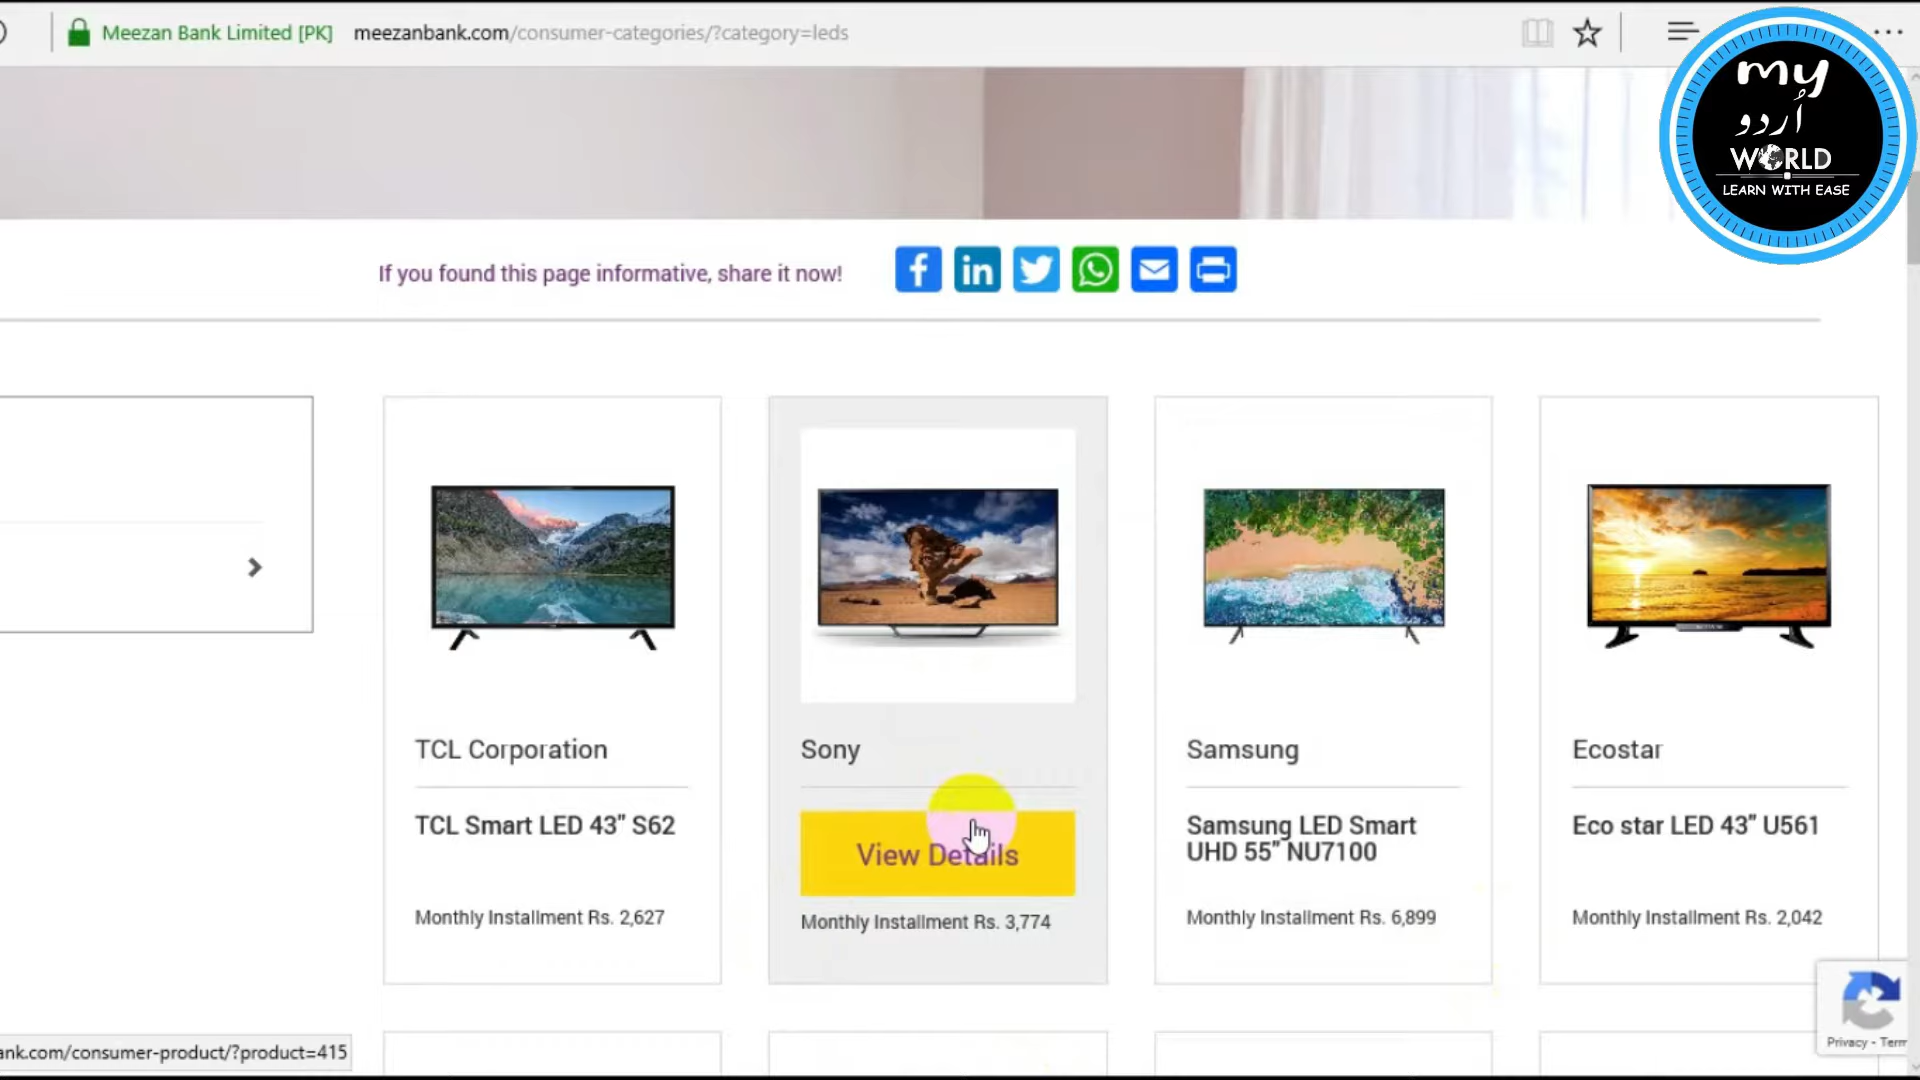 Meezan Bank Limited [PK] meezanbank.com/consumer-categories/?category=leds
my
اُردو
WORLD
LEARN WITH EASE
If you found this page informative, share it now!
TCL Corporation
TCL Smart LED 43” S62
Monthly Installment Rs. 2,627
Sony
View Details
Monthly Installment Rs. 3,774
Samsung
Samsung LED Smart
UHD 55” NU7100
Monthly Installment Rs. 6,899
Ecostar
Eco star LED 43” U561
Monthly Installment Rs. 2,042
ank.com/consumer-product/?product=415
Privacy - Term